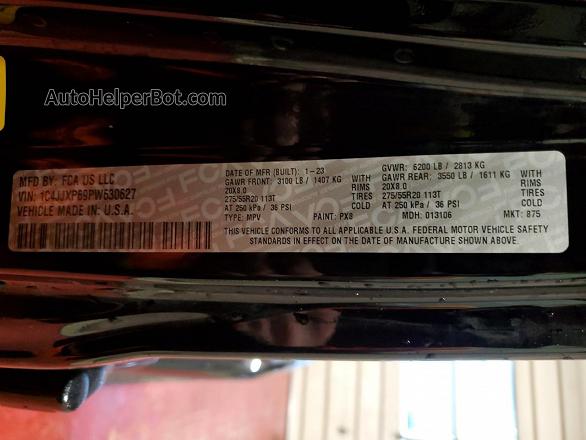 AutoHelperBot.com
MFD BY: FCA US LLC
VIN: 1C4JJXP69PW530627
VEHICLE MADE IN: U.S.A.
DATE OF MFR (BUILT): 1-23 GVWR: 6200 LB / 2813 KG
GAWR FRONT: 3100 LB / 1407 KG WITH GAWR REAR: 3550 LB / 1611 KG WITH
20X8.0 RIMS 20X8.0 RIMS
275/55R20 113T TIRES 275/55R20 113T TIRES
AT 250 kPa / 36 PSI COLD AT 250 kPa / 36 PSI COLD
TYPE: MPV PAINT: PX8 MDH: 013106 MKT: 875
THIS VEHICLE CONFORMS TO ALL APPLICABLE U.S.A. FEDERAL MOTOR VEHICLE SAFETY
STANDARDS IN EFFECT ON THE DATE OF MANUFACTURE SHOWN ABOVE.